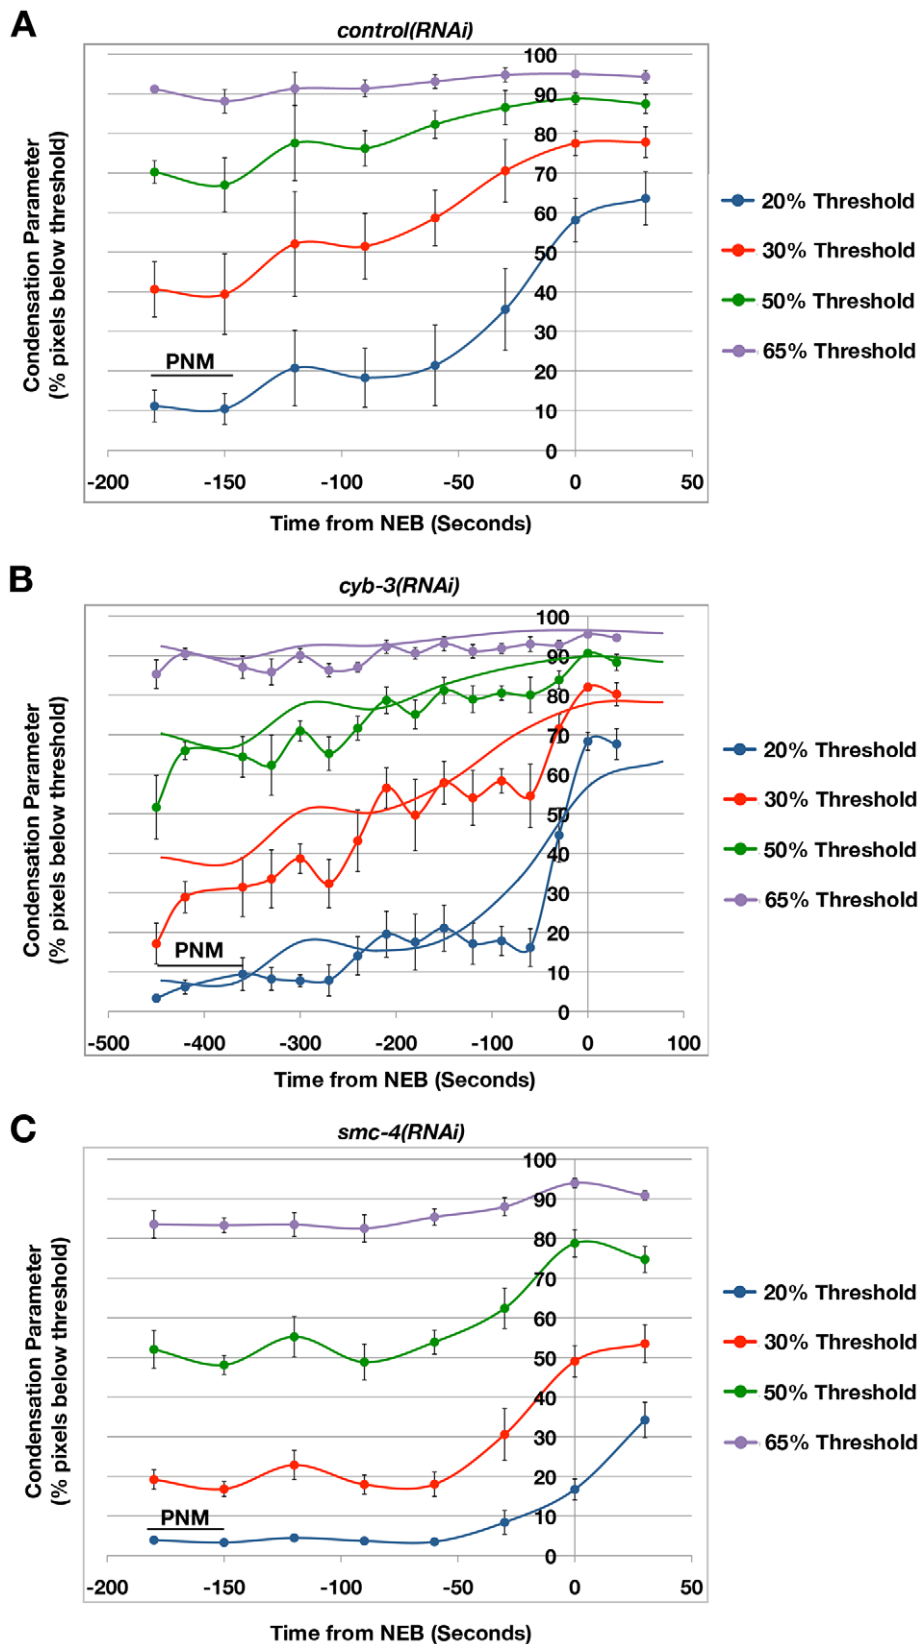 A
control(RNAi)
Condensation Parameter
(% pixels below threshold)
100
90
80
70
60
50
40
30
20
10
0
PNM
-200 -150 -100 -50 0 50
Time from NEB (Seconds)
20% Threshold
30% Threshold
50% Threshold
65% Threshold
B
cyb-3(RNAi)
Condensation Parameter
(% pixels below threshold)
100
90
80
70
60
50
40
30
20
10
0
PNM
-500 -400 -300 -200 -100 0 100
Time from NEB (Seconds)
20% Threshold
30% Threshold
50% Threshold
65% Threshold
C
smc-4(RNAi)
Condensation Parameter
(% pixels below threshold)
100
90
80
70
60
50
40
30
20
10
0
PNM
-200 -150 -100 -50 0 50
Time from NEB (Seconds)
20% Threshold
30% Threshold
50% Threshold
65% Threshold